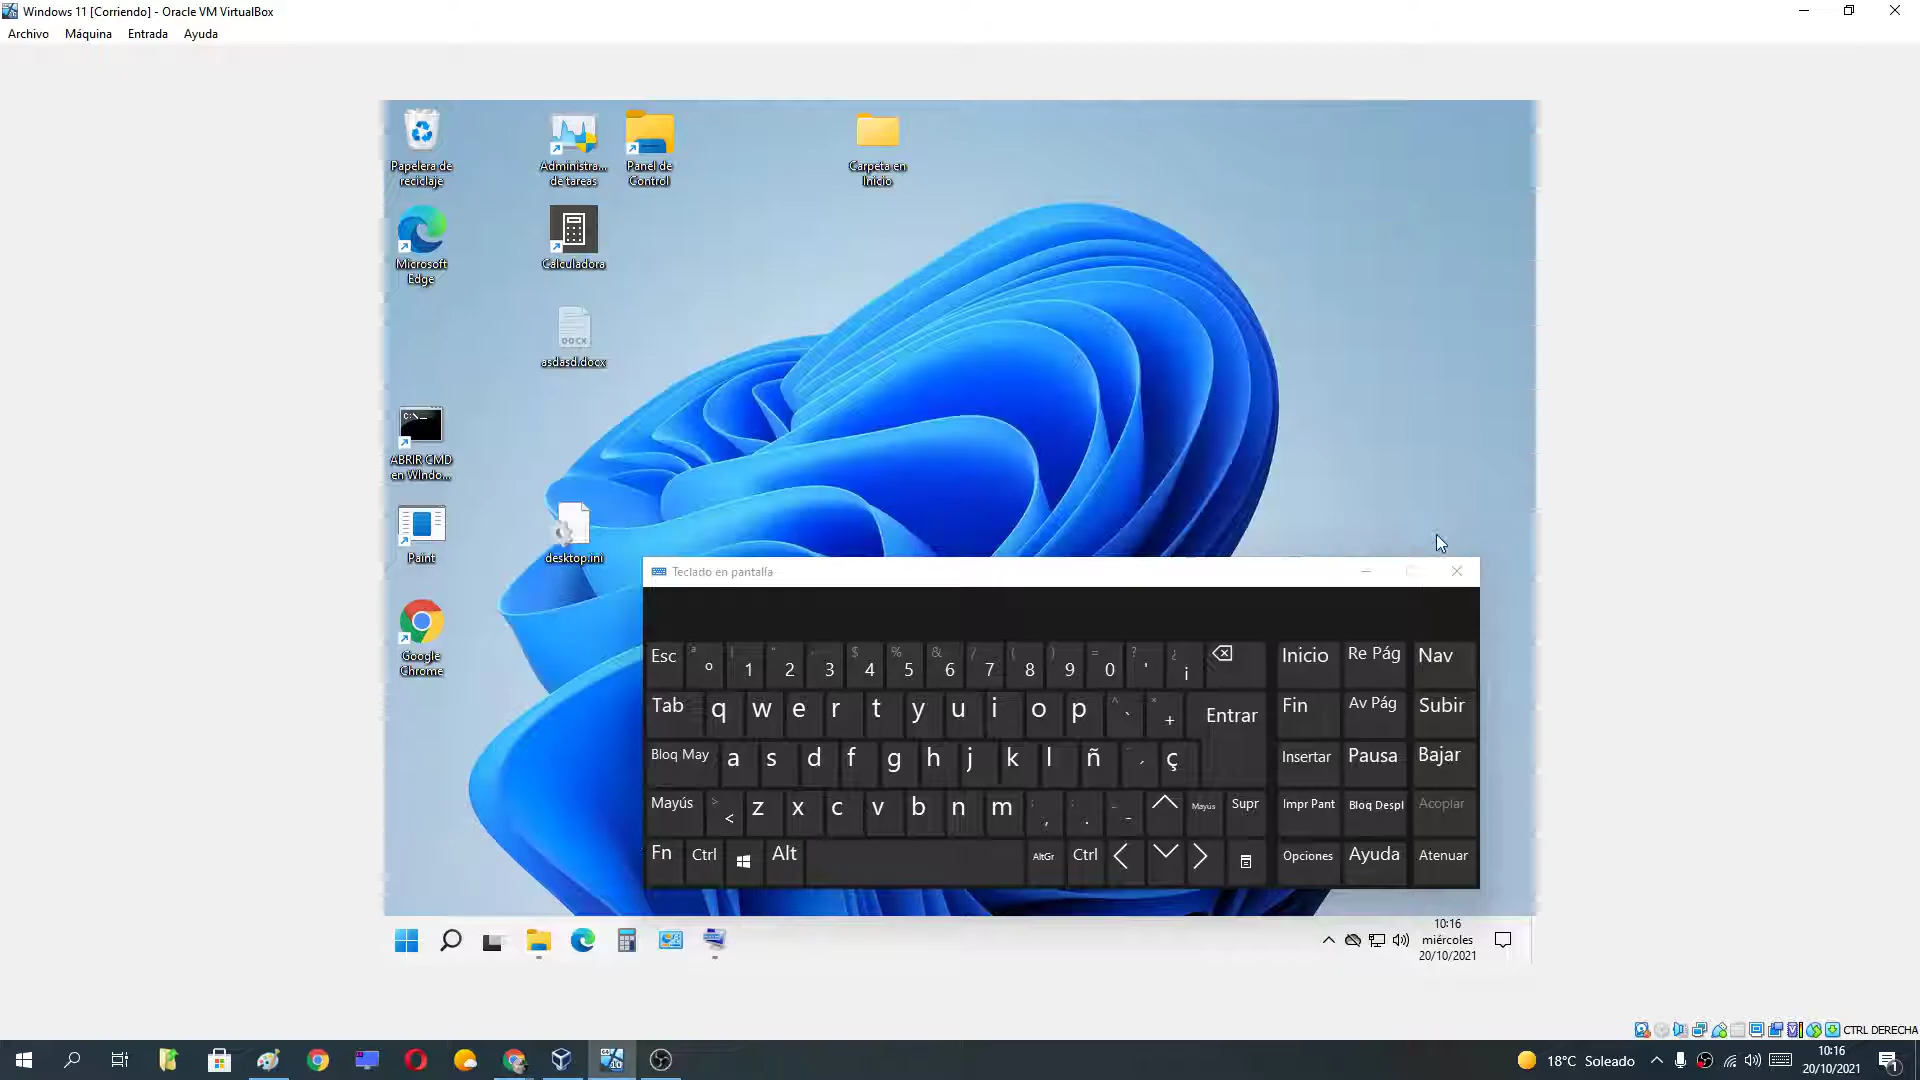 Windows 11 [Corriendo] - Oracle VM VirtualBox
Archivo Máquina Entrada Ayuda
Papelera de
reciclaje
Administra...
de tareas
Panel de
Control
Carpeta en
Inicio
Microsoft
Edge
Calculadora
DOCX
asdasd.docx
C:\_
ABRIR CMD
en WIndo...
Paint
desktop.ini
Google
Chrome
Teclado en pantalla
Esc ª º 1 " 2 3 $ 4 % 5 & 6 / 7 ( 8 ) 9 = 0 ? ' ¿ ¡ Inicio Re Pág Nav
Tab q w e r t y u i o p ^ ` * + Entrar Fin Av Pág Subir
Bloq May a s d f g h j k l ñ ¨ ´ ç Insertar Pausa Bajar
Mayús > < z x c v b n m ; , : . _ - Mayús Supr Impr Pant Bloq Despl Acoplar
Fn Ctrl Alt AltGr Ctrl Opciones Ayuda Atenuar
10:16
miércoles
20/10/2021
CTRL DERECHA
18°C Soleado
10:16
20/10/2021
1